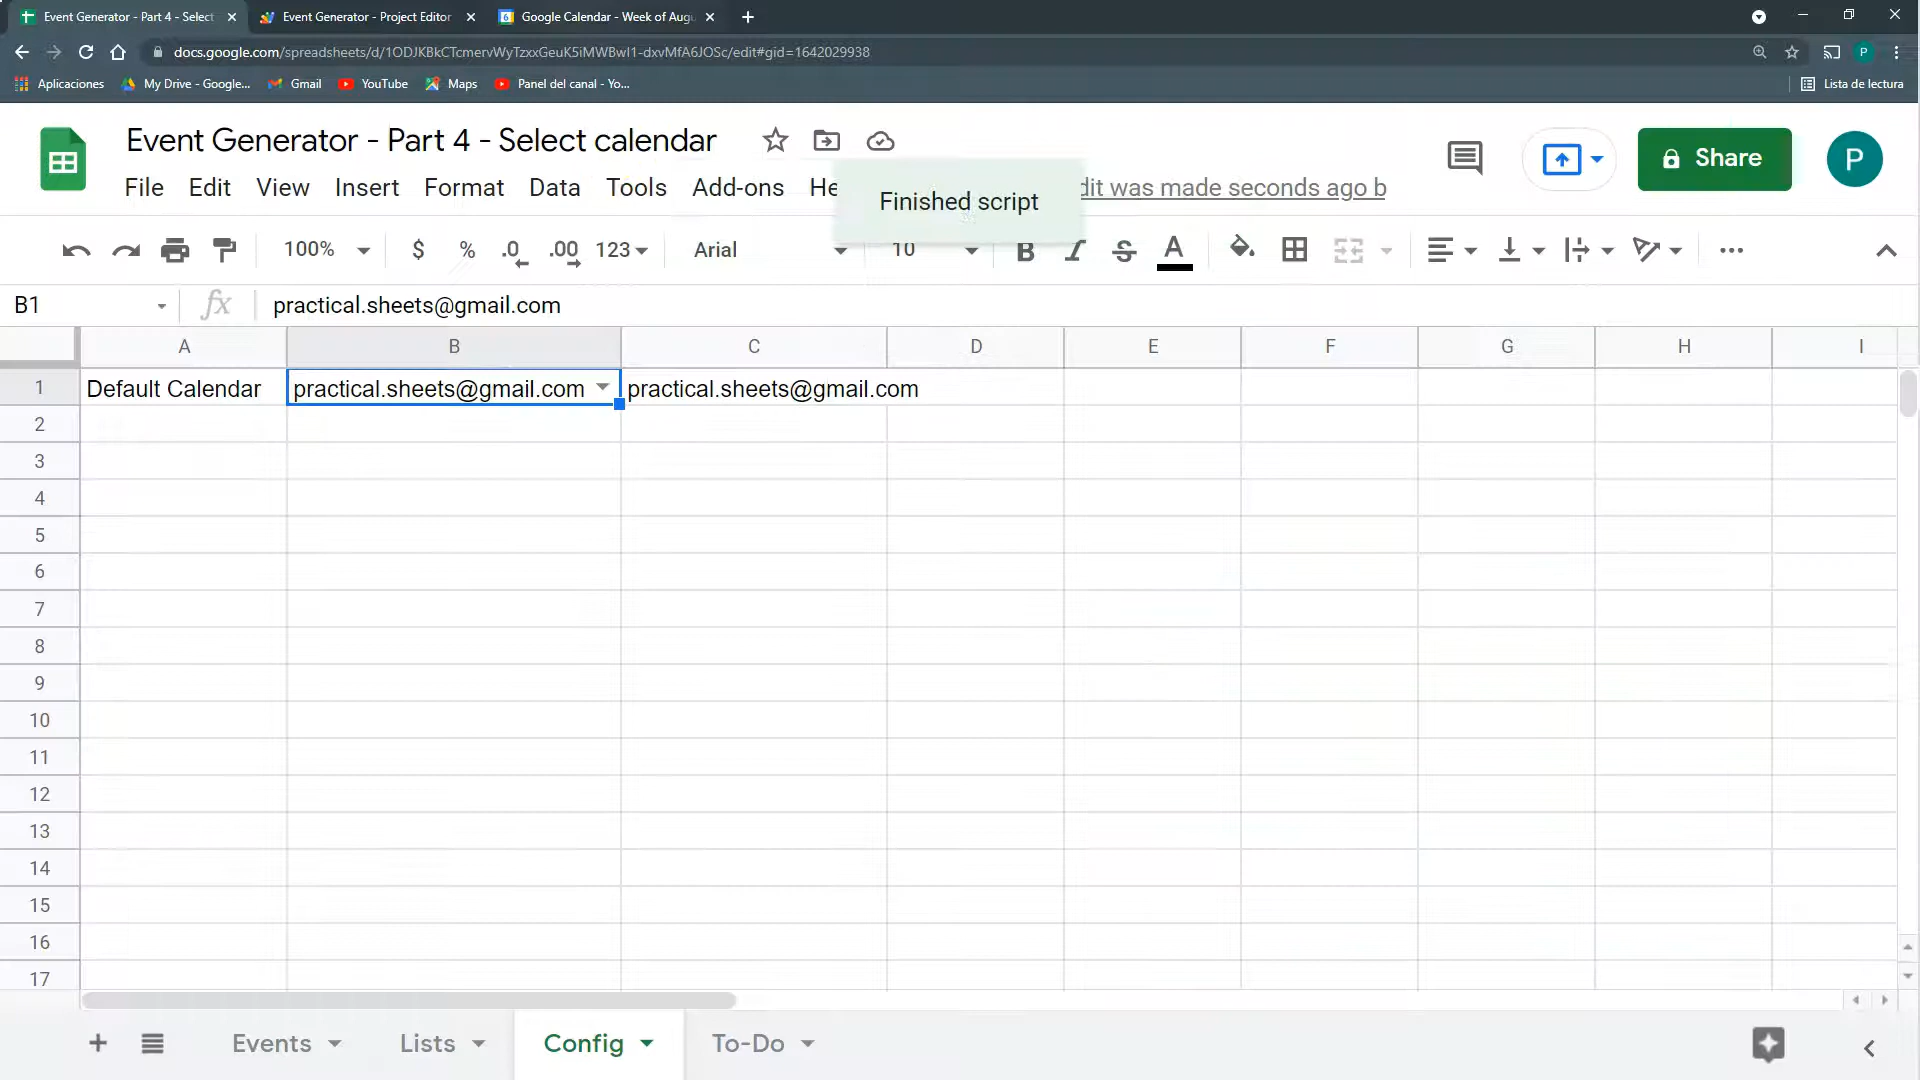 Event Generator - Part 4 - Select
Event Generator - Project Editor
Google Calendar - Week of Aug
docs.google.com/spreadsheets/d/1ODJKBkCTcmervWyTzxxGeuK5iMWBwI1-dxvMfA6JOSc/edit#gid=1642029938
P
Aplicaciones
My Drive - Google...
Gmail
YouTube
Maps
Panel del canal - Yo...
Lista de lectura
Event Generator - Part 4 - Select calendar
Share
P
File Edit View Insert Format Data Tools Add-ons He
Finished script
dit was made seconds ago b
100% $ % .0 .00 123 Arial 10 B I S A
B1 fx practical.sheets@gmail.com
A B C D E F G H I
1 Default Calendar practical.sheets@gmail.com practical.sheets@gmail.com
2
3
4
5
6
7
8
9
10
11
12
13
14
15
16
17
Events Lists Config To-Do